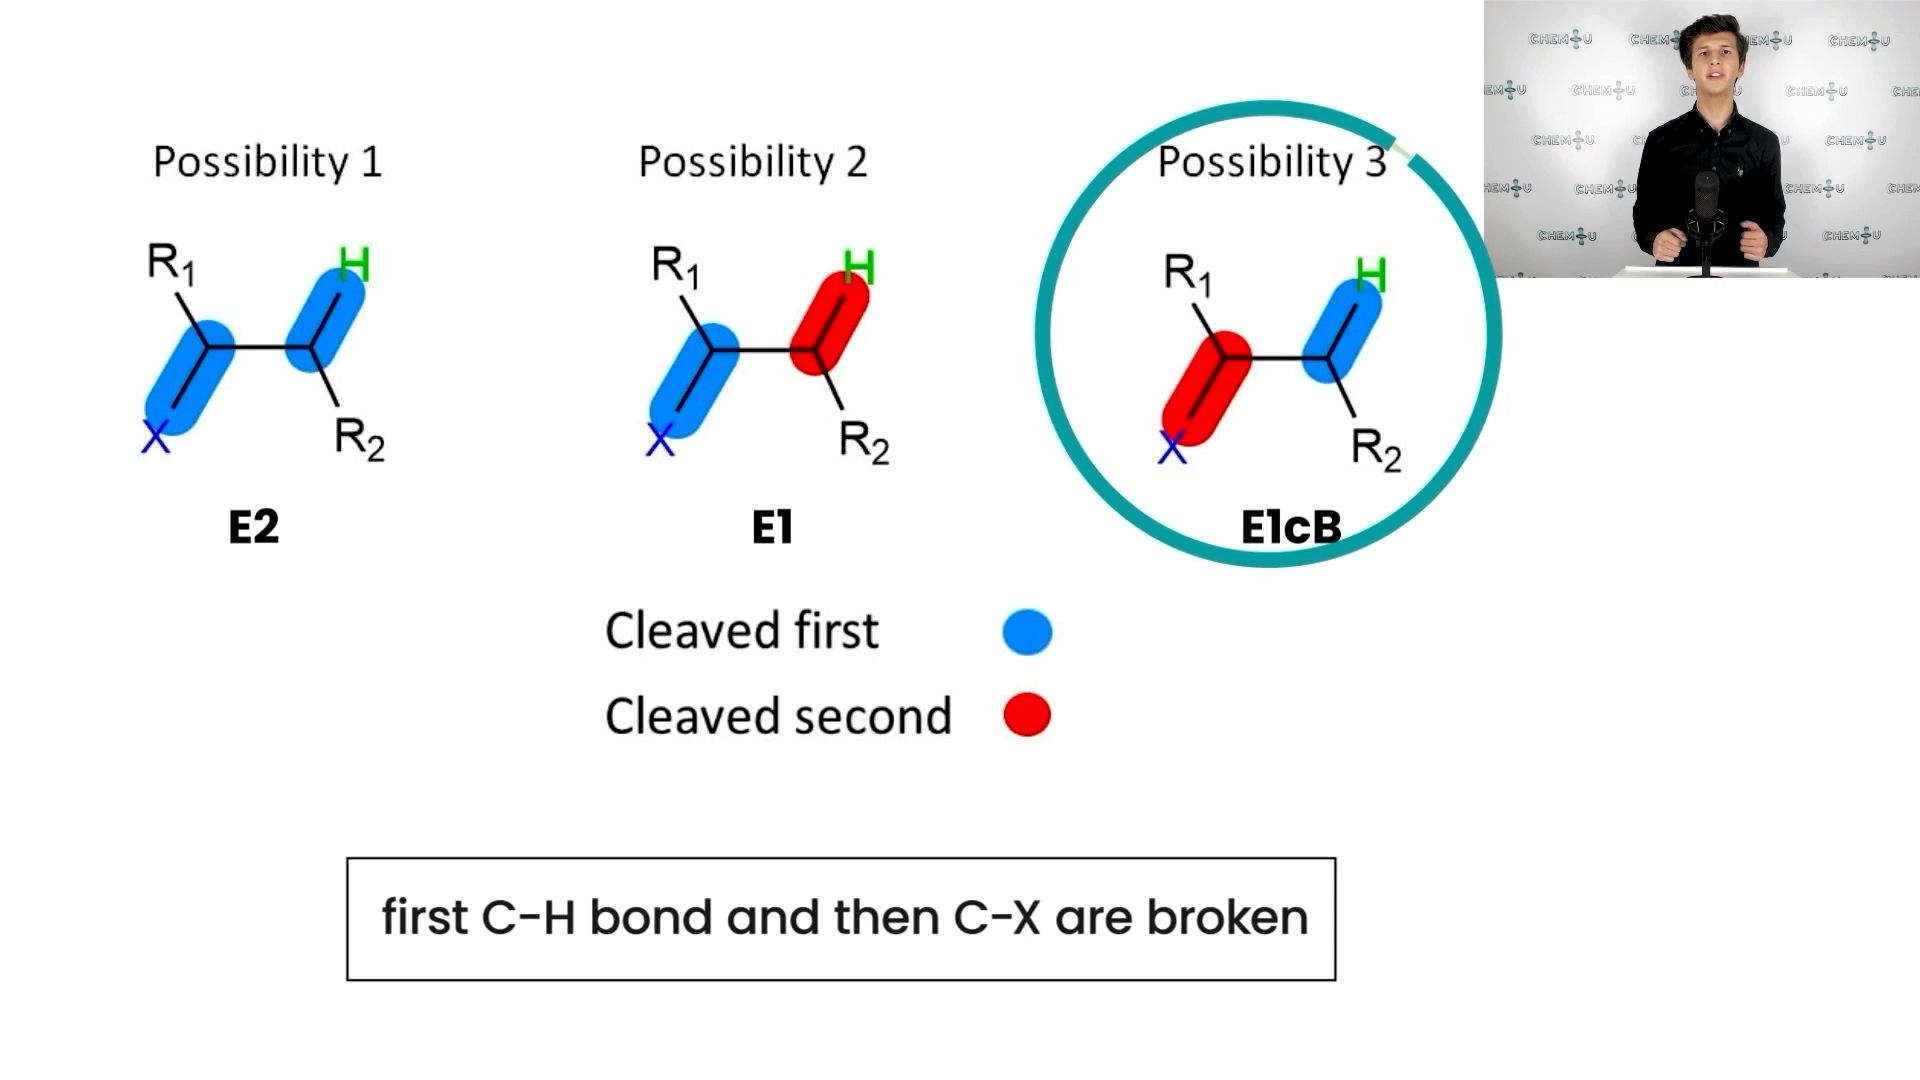 Possibility 1
Possibility 2
Possibility 3
R1
H
X
R2
E2
R1
H
X
R2
E1
R1
H
X
R2
E1cB
Cleaved first
Cleaved second
first C-H bond and then C-X are broken
CHEM4U